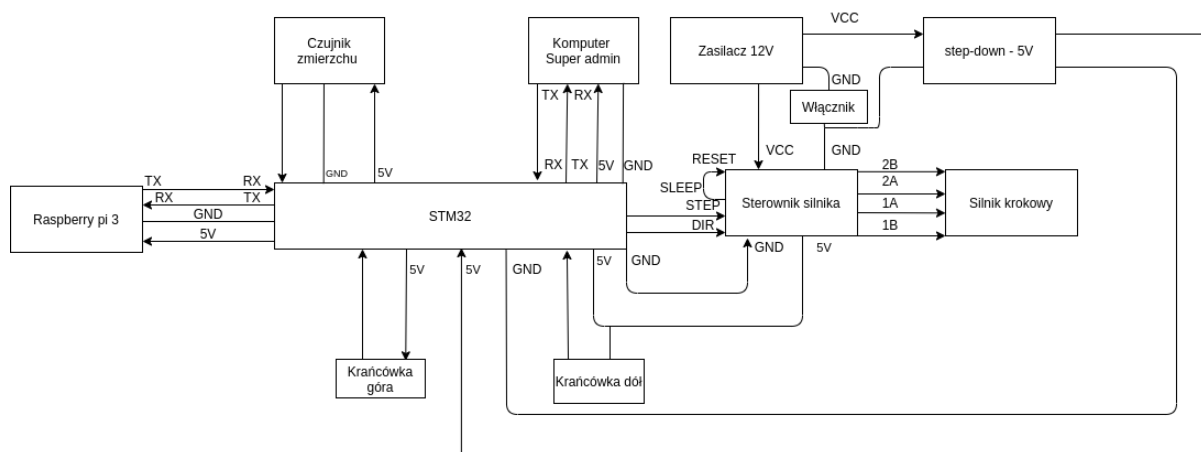 Czujnik
zmierzchu
Komputer
Super admin
Zasilacz 12V
VCC
step-down - 5V
GND
Włącznik
TX RX
RX TX 5V GND
GND 5V
VCC GND
RESET
SLEEP
STEP
DIR
Sterownik silnika
2B
2A
1A
1B
Silnik krokowy
TX RX
RX TX
GND
5V
Raspberry pi 3
STM32
5V 5V GND 5V GND GND 5V
Krańcówka
góra
Krańcówka dół